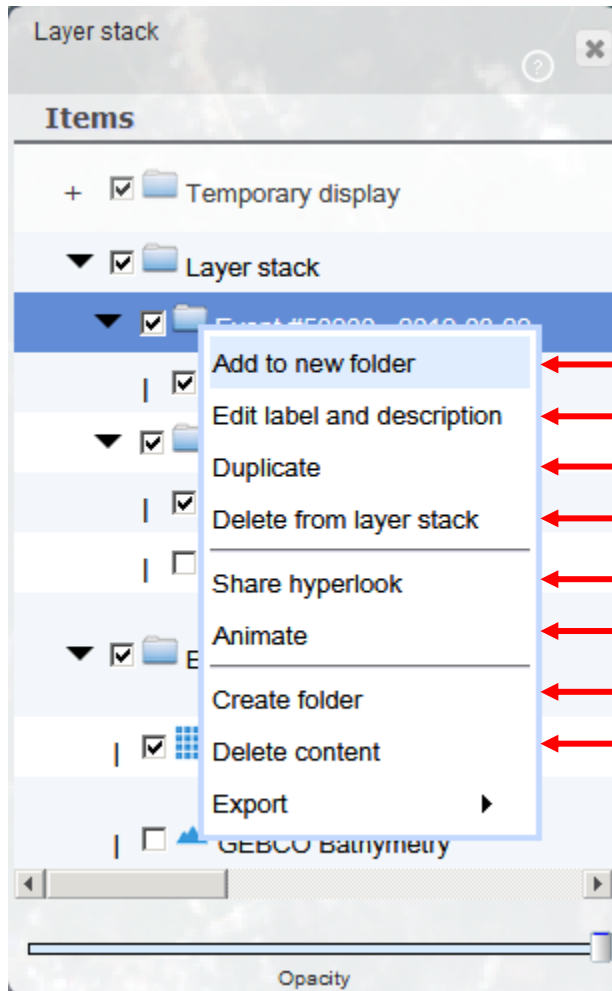 Layer stack
?
Items
+ Temporary display
Layer stack
Add to new folder
Edit label and description
Duplicate
Delete from layer stack
Share hyperlook
Animate
E
Create folder
Delete content
Export
GEBCO Bathymetry
Opacity